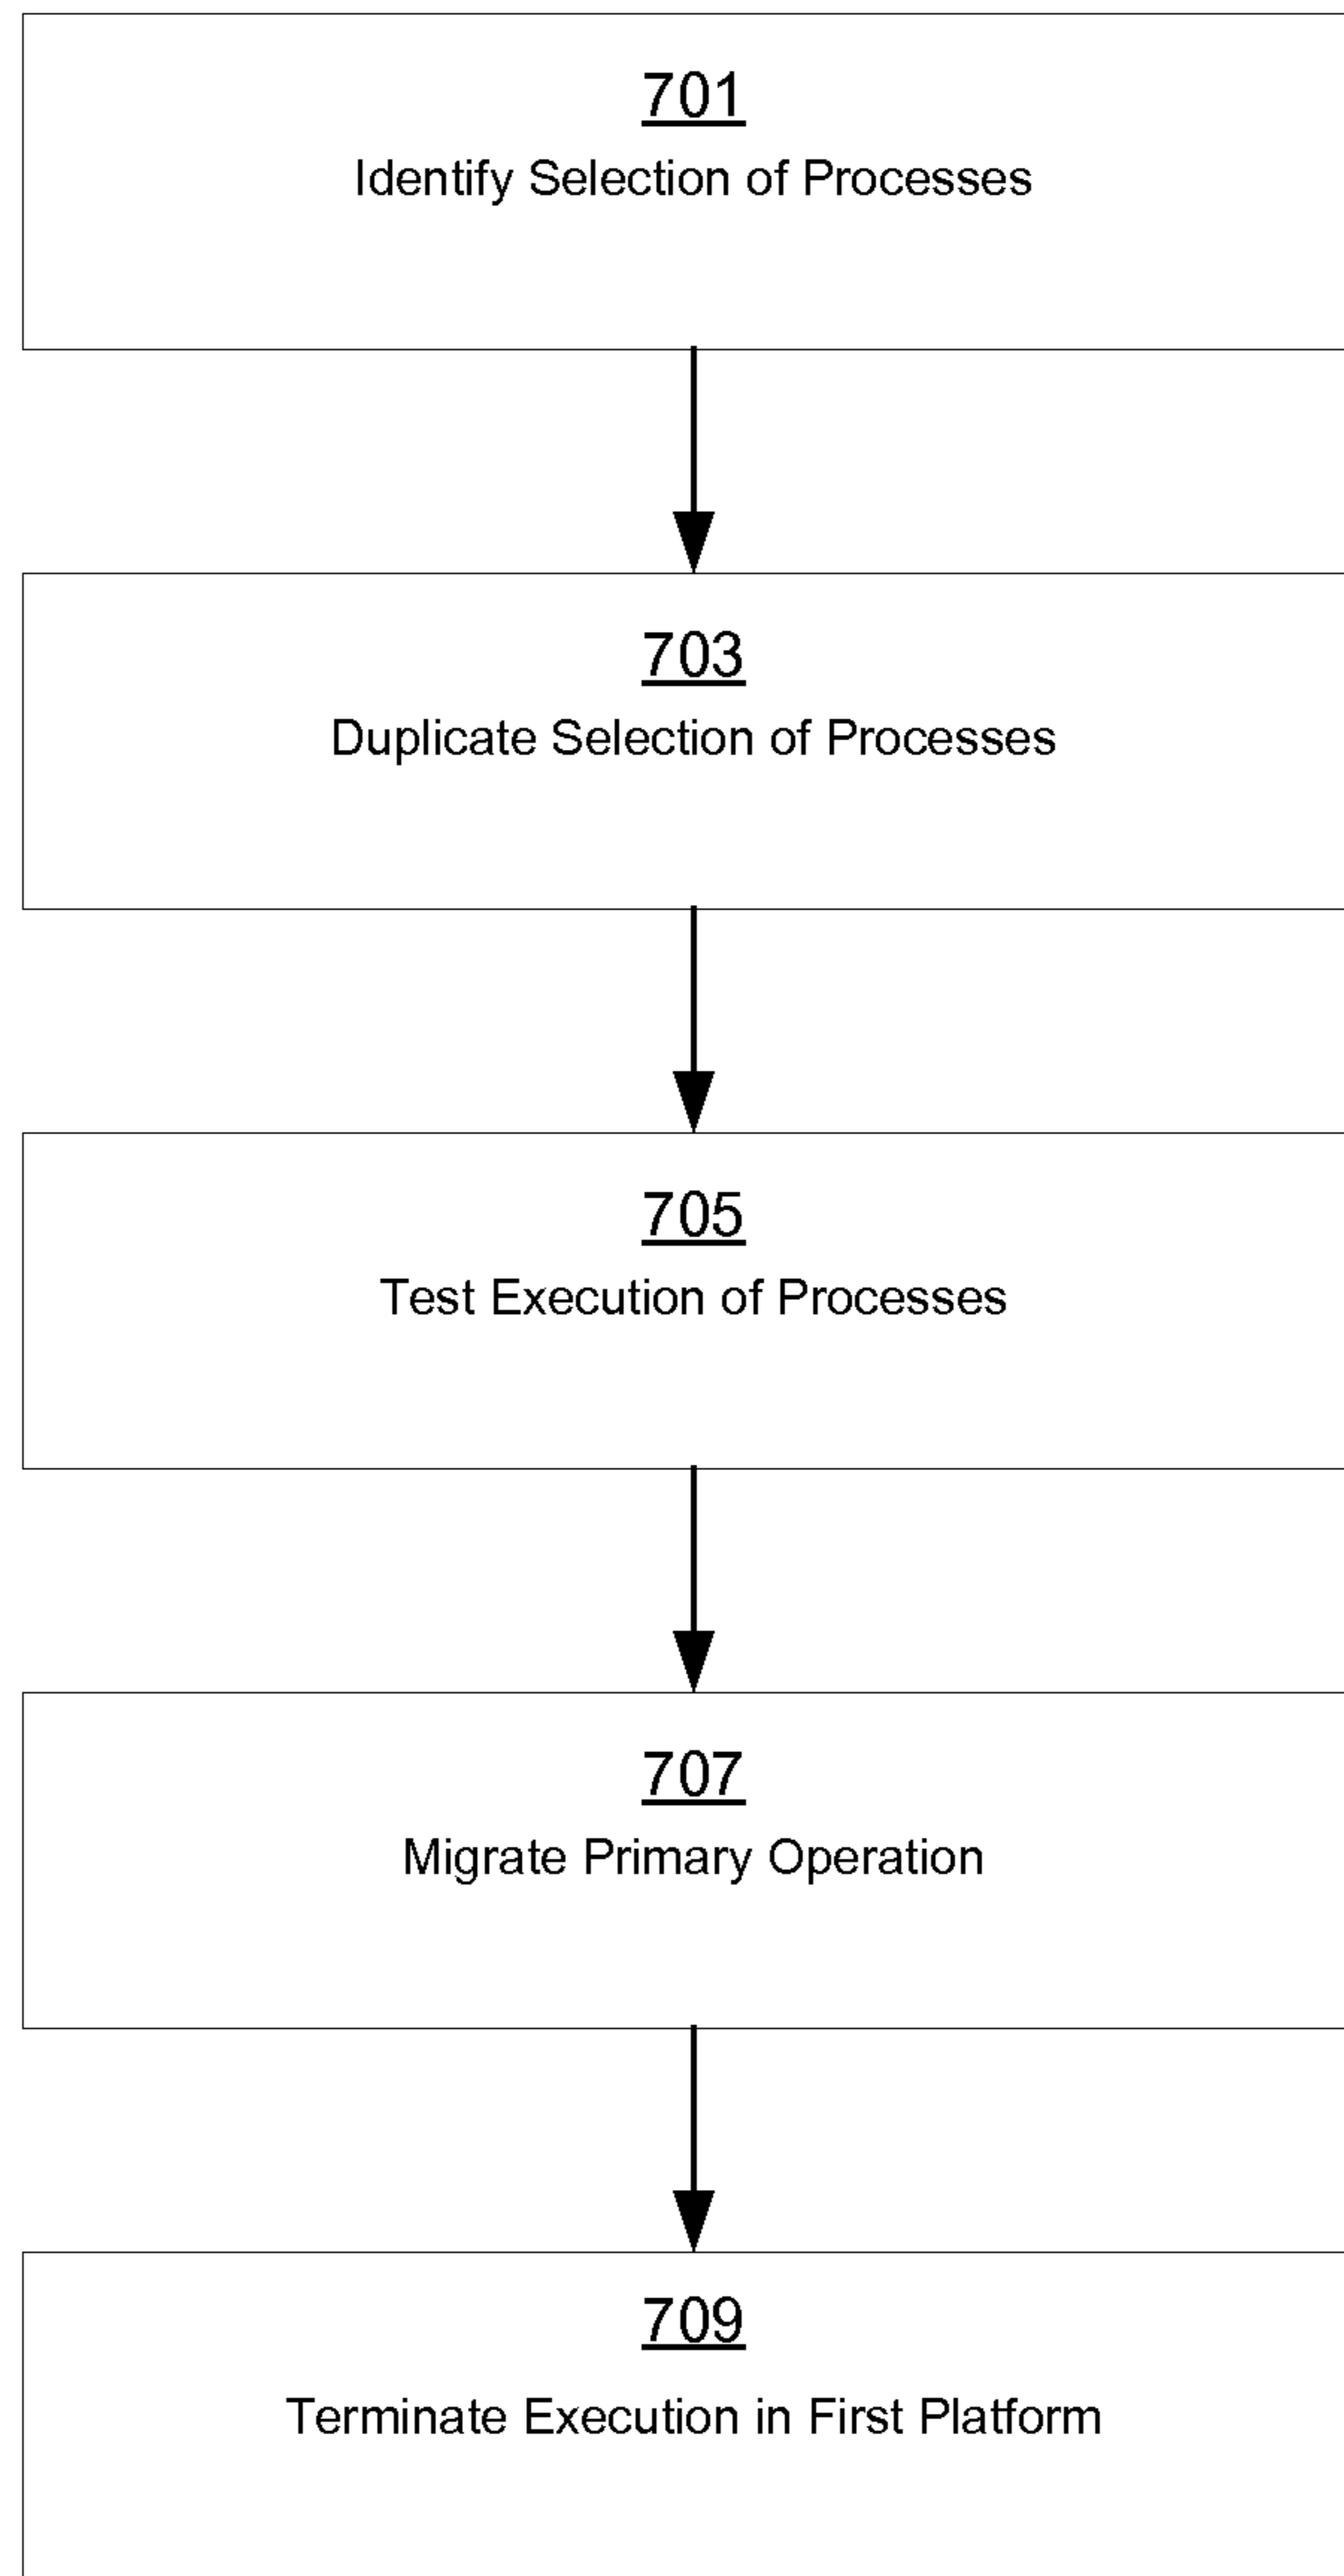 701
Identify Selection of Processes
703
Duplicate Selection of Processes
705
Test Execution of Processes
707
Migrate Primary Operation
709
Terminate Execution in First Platform